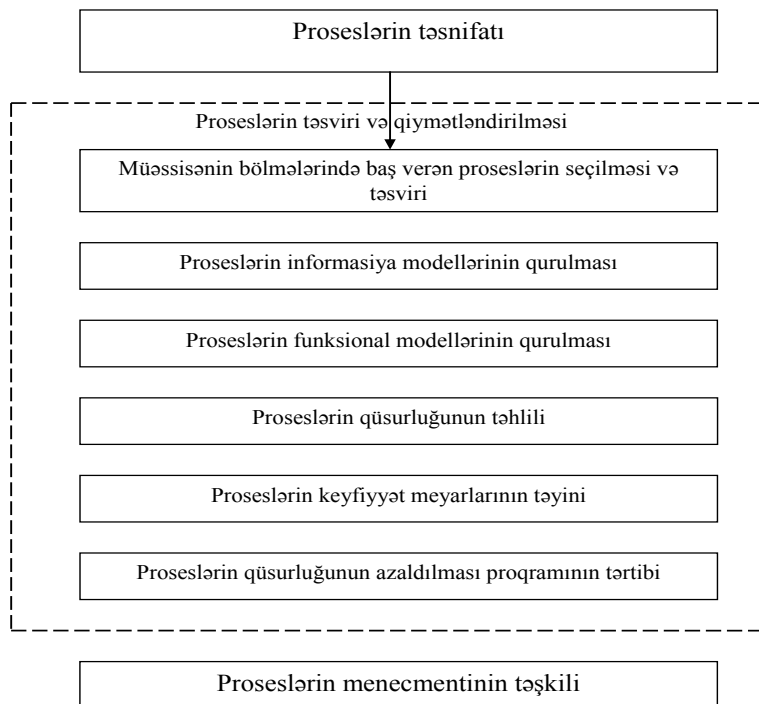 Proseslərin təsnifatı
Proseslərin təsviri və qiymətləndirilməsi
Müəssisənin bölmələrində baş verən proseslərin seçilməsi və
təsviri
Proseslərin informasiya modellərinin qurulması
Proseslərin funksional modellərinin qurulması
Proseslərin qüsurluğunun təhlili
Proseslərin keyfiyyət meyarlarının təyini
Proseslərin qüsurluğunun azaldılması proqramının tərtibi
Proseslərin menecmentinin təşkili